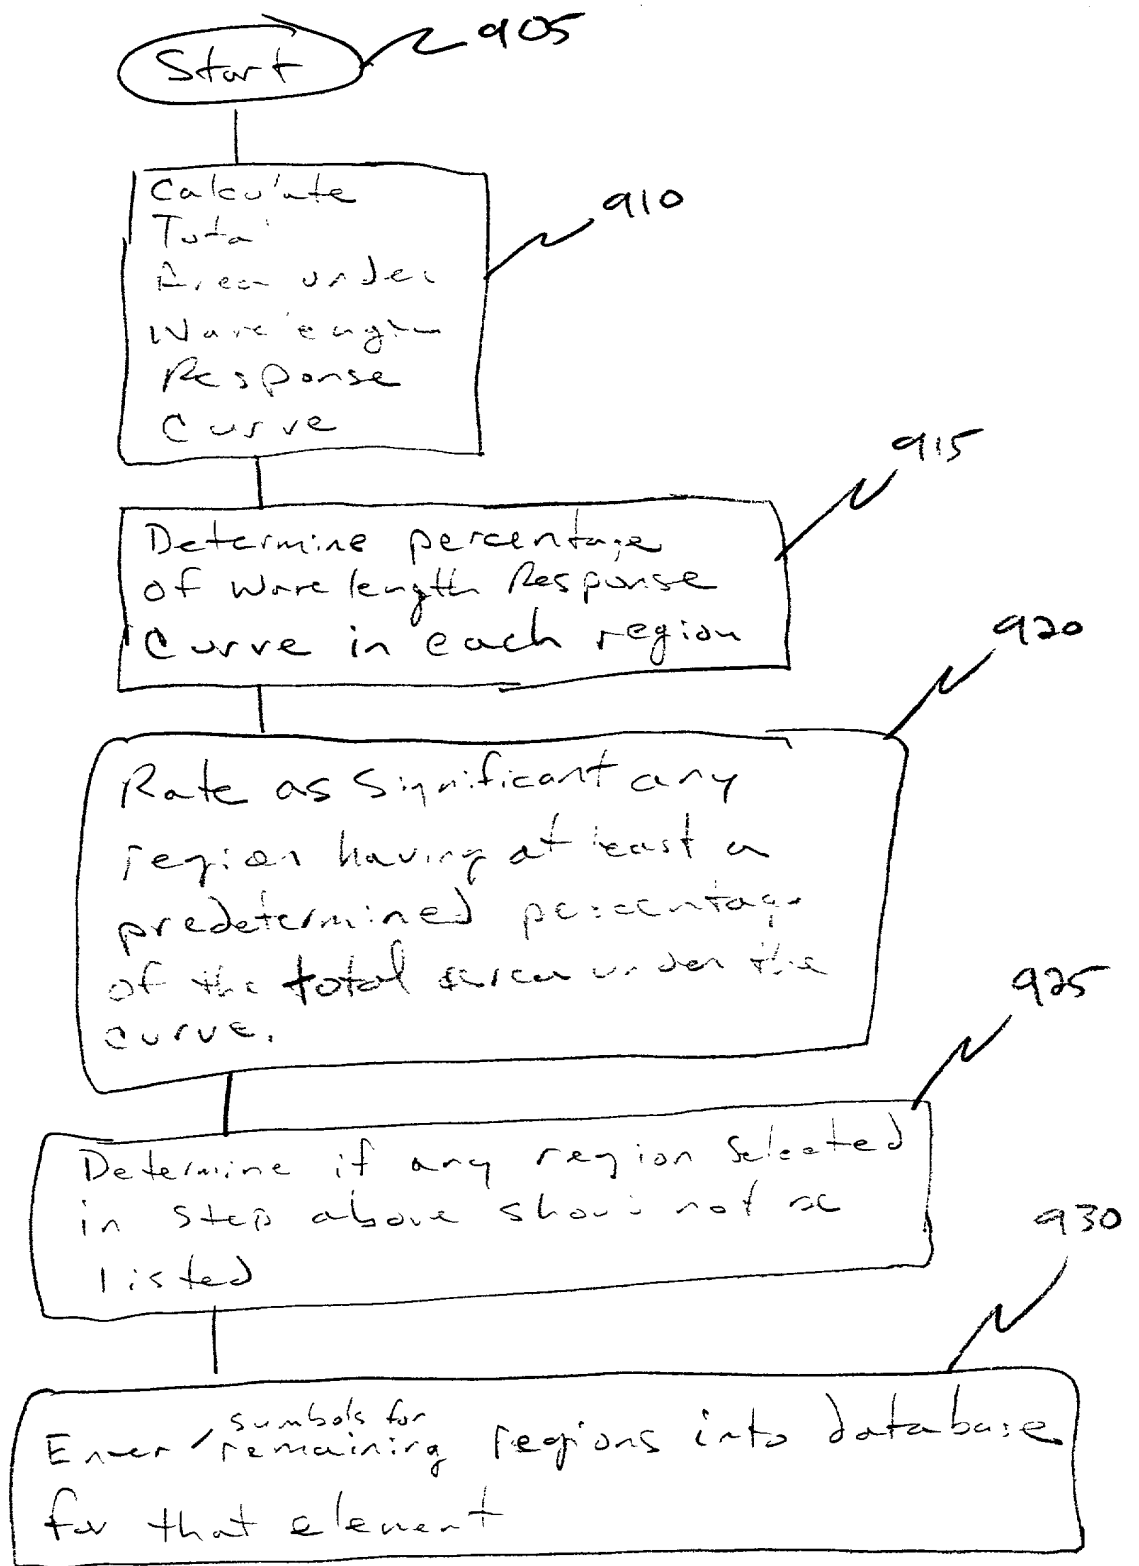 Start
905
Calculate
Total
Area under
Wavelength
Response
Curve
910
Determine percentage
of Wavelength Response
Curve in each region
915
Rate as Significant any
region having at least a
predetermined percentage
of the total area under the
curve.
920
Determine if any region Selected
in step above should not be
listed
925
symbols for
Enter / remaining regions into database
for that element
930